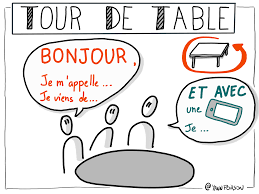 TOUR DE TABLE
BONJOUR,
Je m'appelle ...
Je viens de...
ET AVEC
une
Je ...